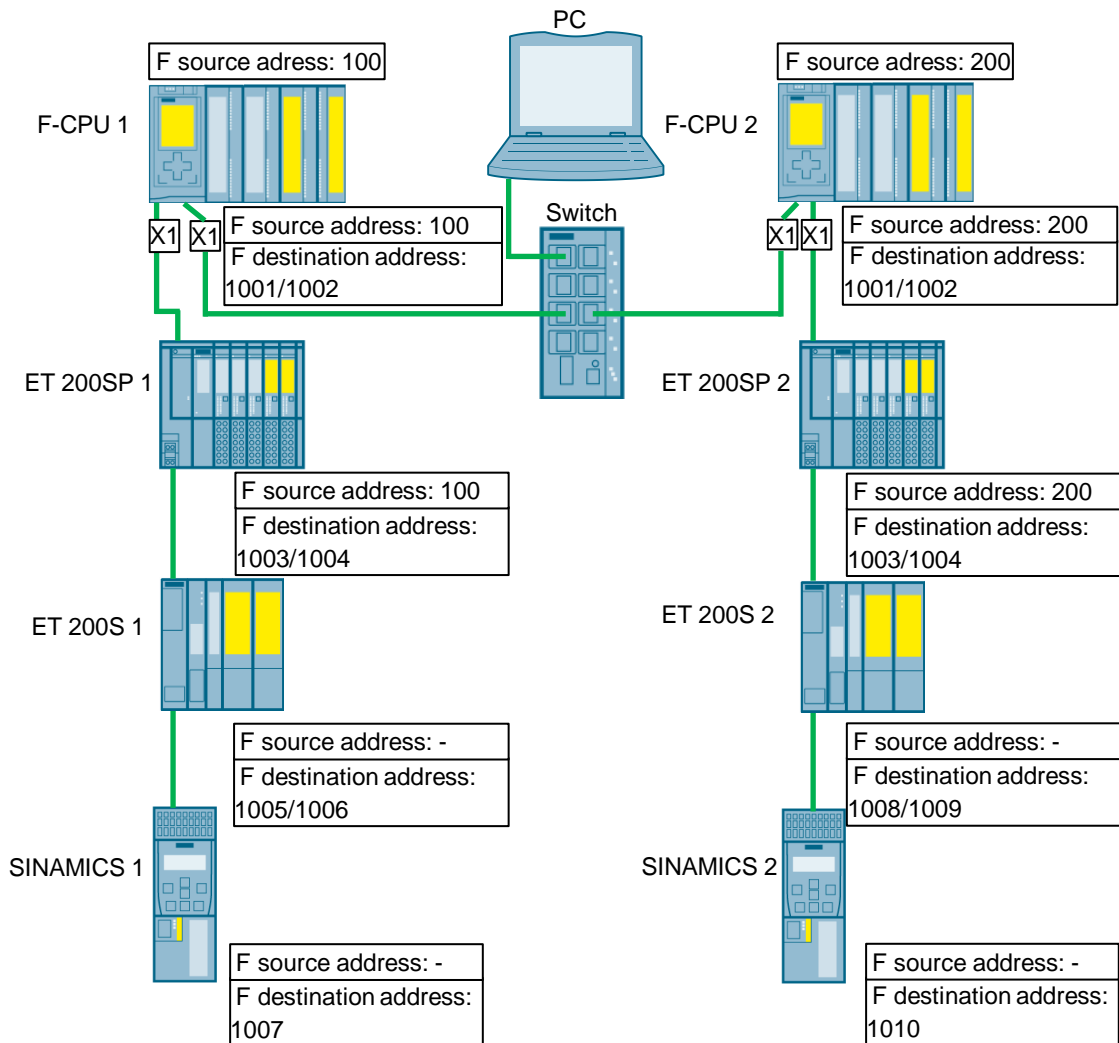 PC
F source adress: 100
F source adress: 200
F-CPU 1
F-CPU 2
Switch
X1
X1
F source address: 100
F destination address:
1001/1002
X1
X1
F source address: 200
F destination address:
1001/1002
ET 200SP 1
ET 200SP 2
F source address: 100
F destination address:
1003/1004
F source address: 200
F destination address:
1003/1004
ET 200S 1
ET 200S 2
F source address: -
F destination address:
1005/1006
F source address: -
F destination address:
1008/1009
SINAMICS 1
SINAMICS 2
F source address: -
F destination address:
1007
F source address: -
F destination address:
1010